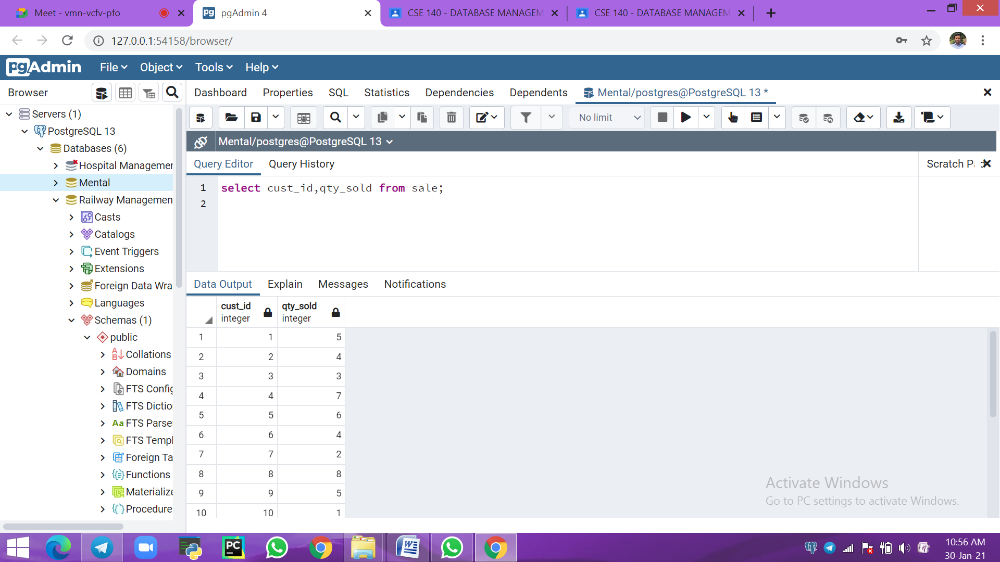 Meet - vmn-vcfv-pfo
pgAdmin 4
CSE 140 - DATABASE MANAGEM
CSE 140 - DATABASE MANAGEM
127.0.0.1:54158/browser/
pgAdmin File Object Tools Help
Browser
Dashboard Properties SQL Statistics Dependencies Dependents Mental/postgres@PostgreSQL 13 *
No limit
Servers (1)
PostgreSQL 13
Databases (6)
Hospital Managemer
Mental
Railway Managemen
Casts
Catalogs
Event Triggers
Extensions
Foreign Data Wra
Languages
Schemas (1)
public
Collations
Domains
FTS Config
FTS Dictio
Aa FTS Parse
FTS Templ
Foreign Ta
Functions
Materialize
Procedure
Mental/postgres@PostgreSQL 13
Query Editor Query History
Scratch Pa
1 select cust_id,qty_sold from sale;
2
Data Output Explain Messages Notifications
cust_id qty_sold
integer integer
1 1 5
2 2 4
3 3 3
4 4 7
5 5 6
6 6 4
7 7 2
8 8 8
9 9 5
10 10 1
Activate Windows
Go to PC settings to activate Windows.
10:56 AM
30-Jan-21